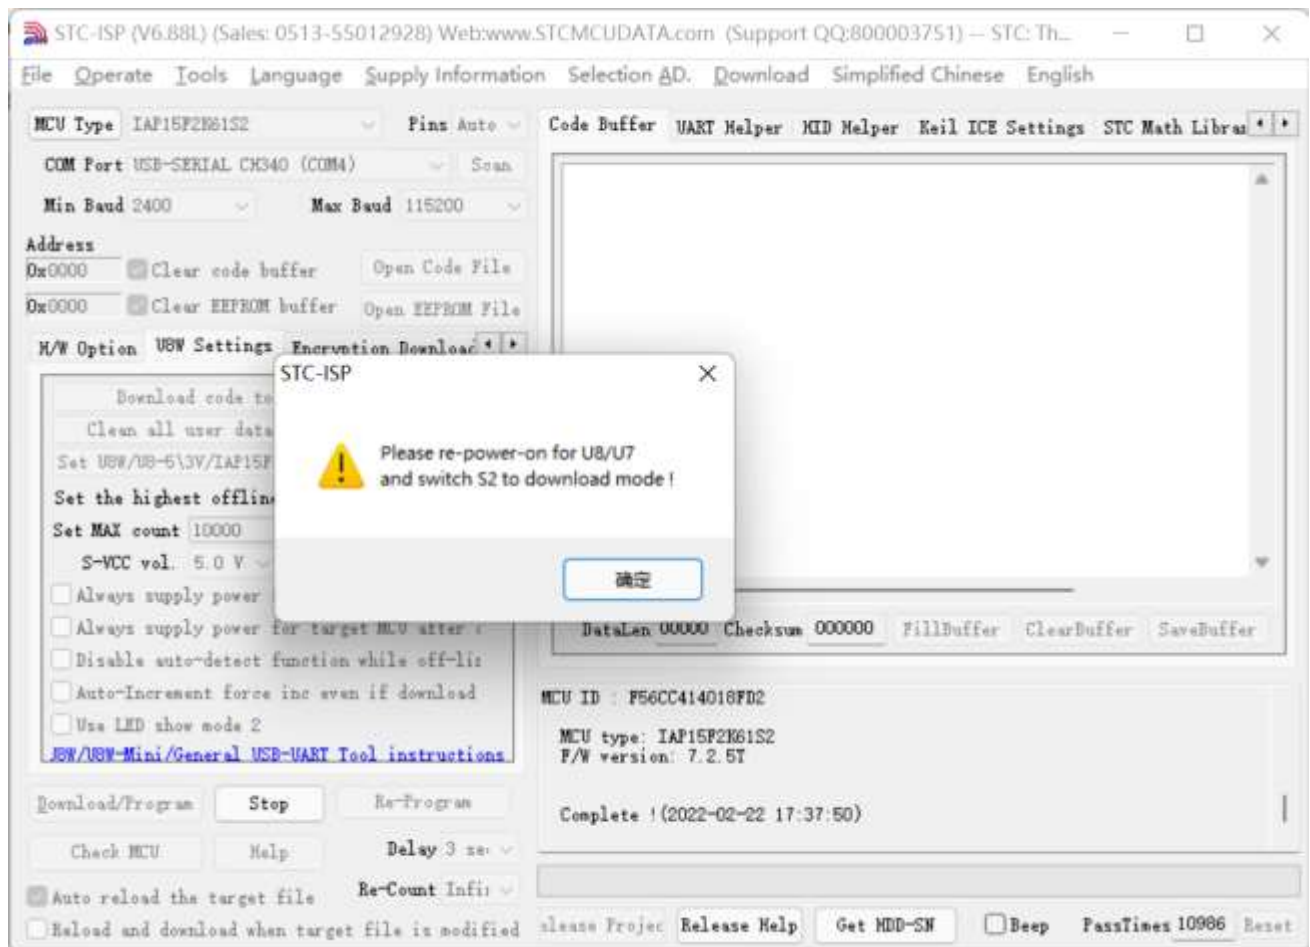 STC-ISP (V6.88L) (Sales: 0513-55012928) Web:www.STCMCUDATA.com (Support QQ:800003751) -- STC: Th...
File Operate Tools Language Supply Information Selection AD. Download Simplified Chinese English
MCU Type IAP15F2K61S2 Pins Auto
COM Port USB-SERIAL CH340 (COM4) Scan
Min Baud 2400 Max Baud 115200
Address
0x0000 Clear code buffer Open Code File
0x0000 Clear EEPROM buffer Open EEPROM File
H/W Option U8W Settings Encryption Download
Download code to
Clean all user data
Set U8W/U8-6\3V/IAP15F
Set the highest offlin
Set MAX count 10000
S-VCC vol. 5.0 V
Always supply power
Always supply power for target MCU after
Disable auto-detect function while off-li
Auto-Increment force inc even if download
Use LED show mode 2
U8W/U8W-Mini/General USB-UART Tool instructions
Download/Program Stop Re-Program
Check MCU Help Delay 3 se
Auto reload the target file Re-Count Infi
Reload and download when target file is modified
Code Buffer UART Helper HID Helper Keil ICE Settings STC Math Libra
STC-ISP
Please re-power-on for U8/U7
and switch S2 to download mode !
确定
DataLen 00000 Checksum 000000 FillBuffer ClearBuffer SaveBuffer
MCU ID : F56CC414018FD2
MCU type: IAP15F2K61S2
F/W version: 7.2.5T
Complete !(2022-02-22 17:37:50)
elease Projec Release Help Get HDD-SN Beep PassTimes 10986 Reset